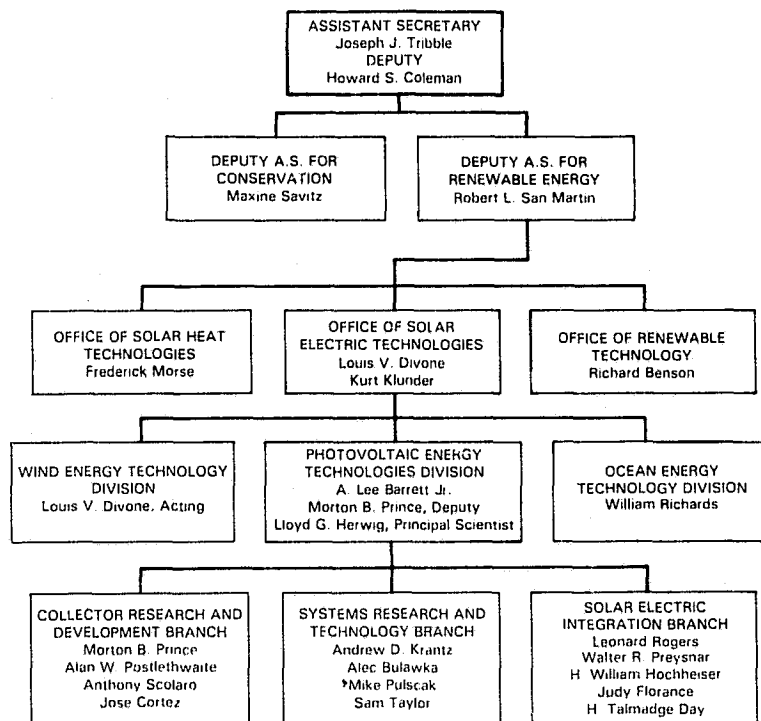 ASSISTANT SECRETARY
Joseph J. Tribble
DEPUTY
Howard S. Coleman
DEPUTY A.S. FOR
CONSERVATION
Maxine Savitz
DEPUTY A.S. FOR
RENEWABLE ENERGY
Robert L. San Martin
OFFICE OF SOLAR HEAT
TECHNOLOGIES
Frederick Morse
OFFICE OF SOLAR
ELECTRIC TECHNOLOGIES
Louis V. Divone
Kurt Klunder
OFFICE OF RENEWABLE
TECHNOLOGY
Richard Benson
WIND ENERGY TECHNOLOGY
DIVISION
Louis V. Divone, Acting
PHOTOVOLTAIC ENERGY
TECHNOLOGIES DIVISION
A. Lee Barrett Jr.
Morton B. Prince, Deputy
Lloyd G. Herwig, Principal Scientist
OCEAN ENERGY
TECHNOLOGY DIVISION
William Richards
COLLECTOR RESEARCH AND
DEVELOPMENT BRANCH
Morton B. Prince
Alan W. Postlethwaite
Anthony Scolaro
Jose Cortez
SYSTEMS RESEARCH AND
TECHNOLOGY BRANCH
Andrew D. Krantz
Alec Bulawka
Mike Pulscak
Sam Taylor
SOLAR ELECTRIC
INTEGRATION BRANCH
Leonard Rogers
Walter R. Preysnar
H. William Hochheiser
Judy Florance
H. Talmadge Day